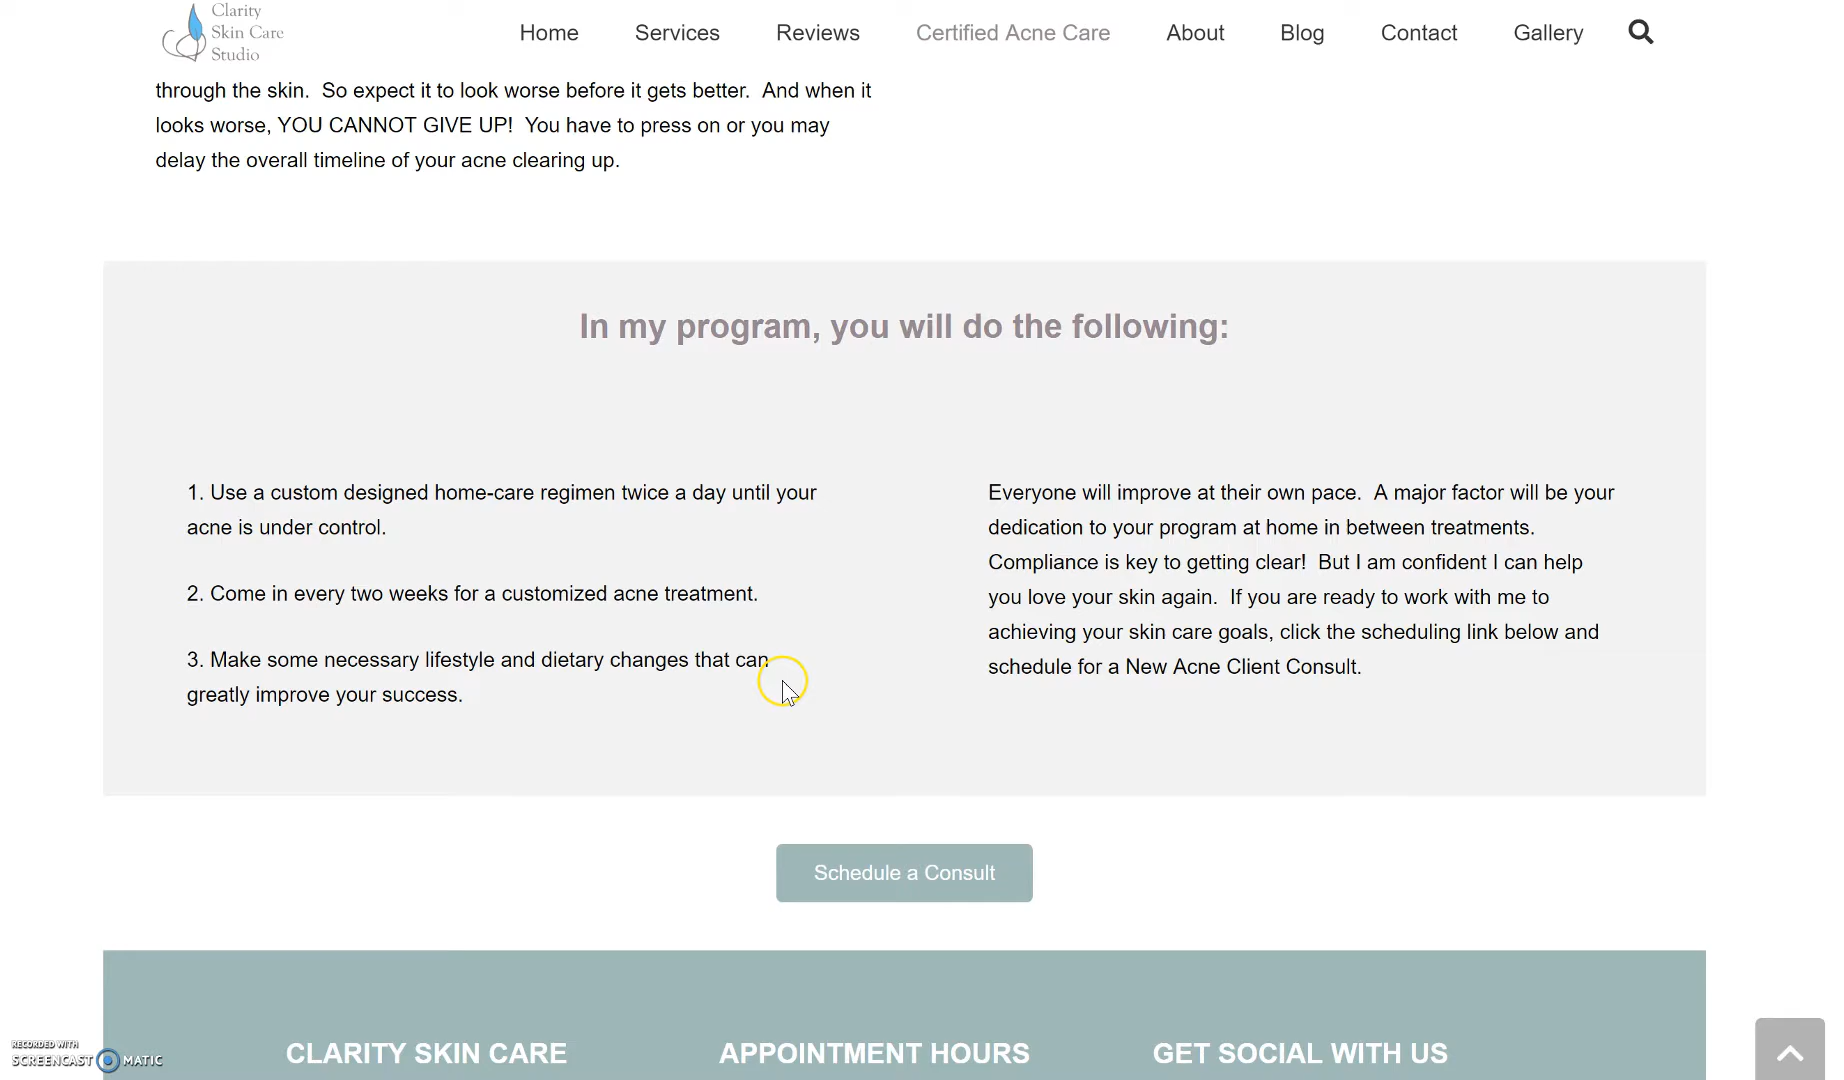 Clarity
Skin Care
Studio
Home Services Reviews Certified Acne Care About Blog Contact Gallery
through the skin.  So expect it to look worse before it gets better.  And when it
looks worse, YOU CANNOT GIVE UP!  You have to press on or you may
delay the overall timeline of your acne clearing up.
In my program, you will do the following:
1. Use a custom designed home-care regimen twice a day until your
acne is under control.
2. Come in every two weeks for a customized acne treatment.
3. Make some necessary lifestyle and dietary changes that can
greatly improve your success.
Everyone will improve at their own pace.  A major factor will be your
dedication to your program at home in between treatments.
Compliance is key to getting clear!  But I am confident I can help
you love your skin again.  If you are ready to work with me to
achieving your skin care goals, click the scheduling link below and
schedule for a New Acne Client Consult.
Schedule a Consult
CLARITY SKIN CARE
APPOINTMENT HOURS
GET SOCIAL WITH US
RECORDED WITH
SCREENCAST MATIC